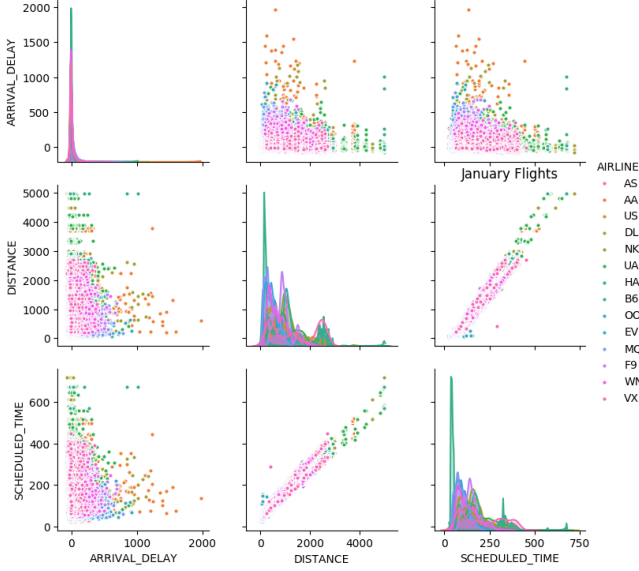 2000
1500
1000
500
0
ARRIVAL_DELAY
January Flights
AIRLINE
AS
AA
US
DL
NK
UA
HA
B6
OO
EV
MQ
F9
WN
VX
5000
4000
3000
2000
1000
0
DISTANCE
600
400
200
0
SCHEDULED_TIME
0 1000 2000
ARRIVAL_DELAY
0 2000 4000
DISTANCE
0 250 500 750
SCHEDULED_TIME